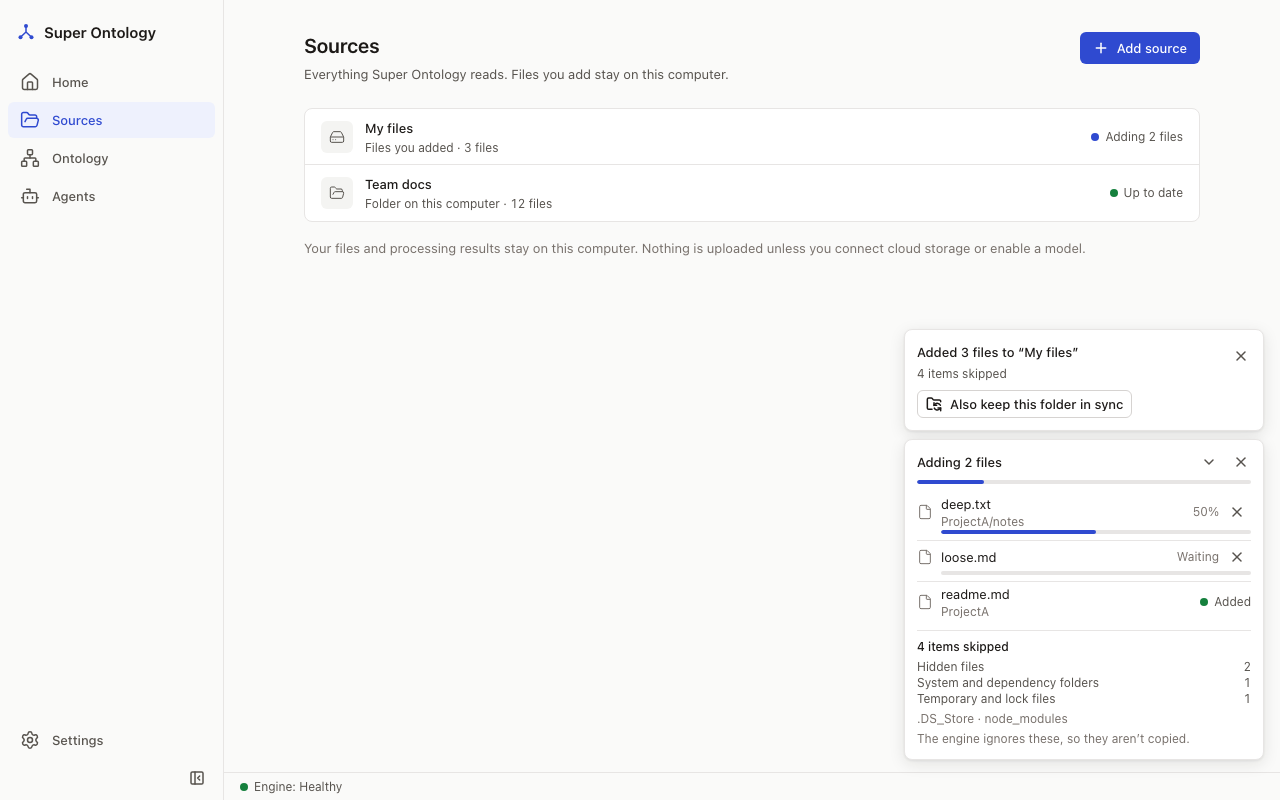 Super Ontology
Home
Sources
Ontology
Agents
Settings
Sources
Everything Super Ontology reads. Files you add stay on this computer.
Add source
My files
Files you added · 3 files
Adding 2 files
Team docs
Folder on this computer · 12 files
Up to date
Your files and processing results stay on this computer. Nothing is uploaded unless you connect cloud storage or enable a model.
Added 3 files to “My files”
4 items skipped
Also keep this folder in sync
Adding 2 files
deep.txt
ProjectA/notes
50%
loose.md
Waiting
readme.md
ProjectA
Added
4 items skipped
Hidden files 2
System and dependency folders 1
Temporary and lock files 1
.DS_Store · node_modules
The engine ignores these, so they aren’t copied.
Engine: Healthy